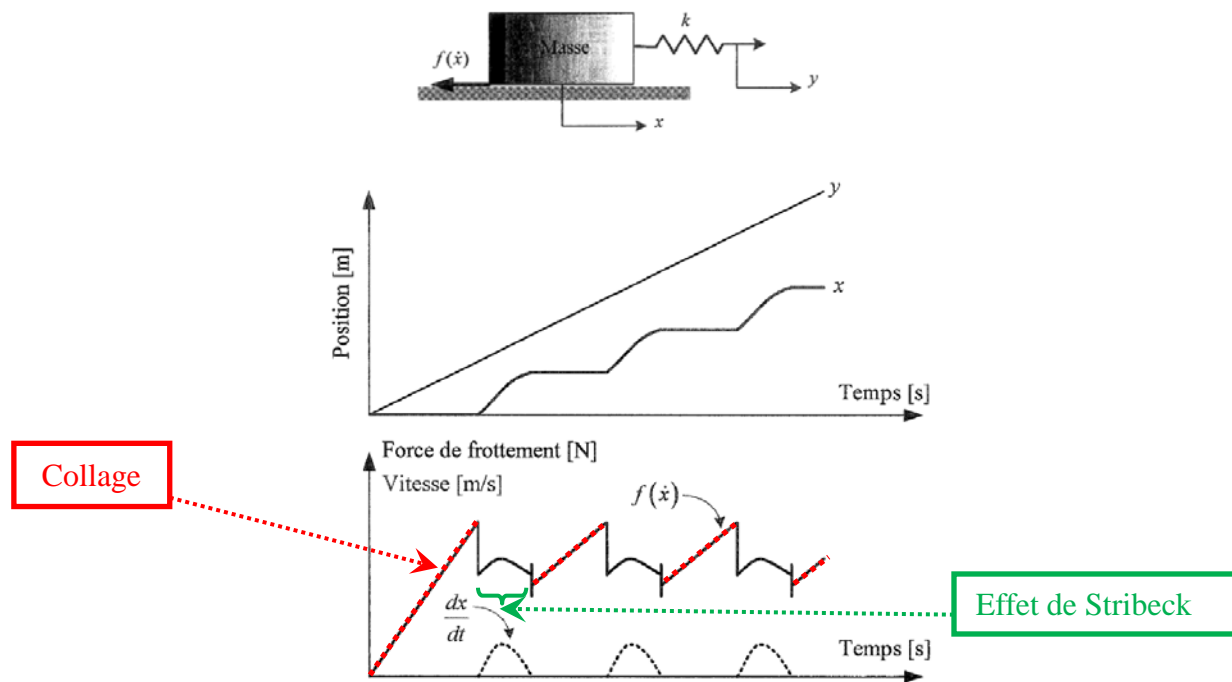 k
Masse
f(ẋ)
y
x
y
x
Position [m]
Temps [s]
Force de frottement [N]
Vitesse [m/s]
f(ẋ)
Collage
Effet de Stribeck
dx
dt
Temps [s]